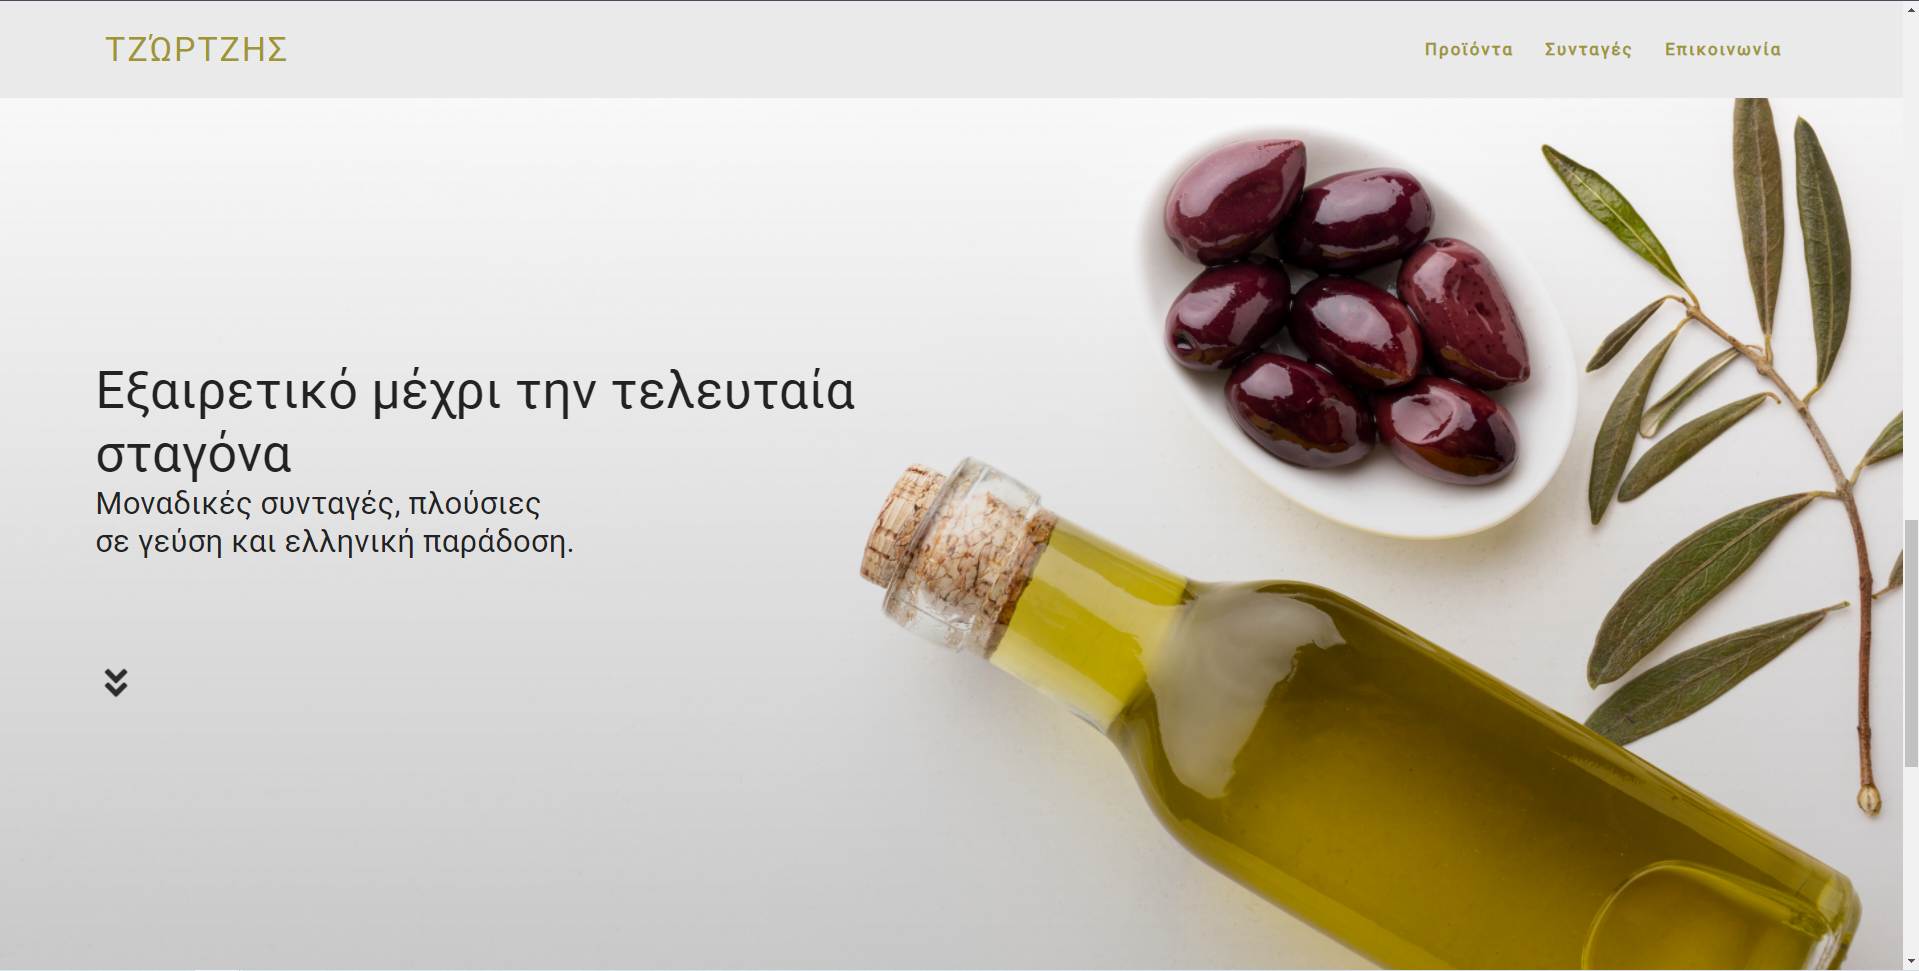 ΤΖΏΡΤΖΗΣ
Προϊόντα Συνταγές Επικοινωνία
Εξαιρετικό μέχρι την τελευταία
σταγόνα
Μοναδικές συνταγές, πλούσιες
σε γεύση και ελληνική παράδοση.